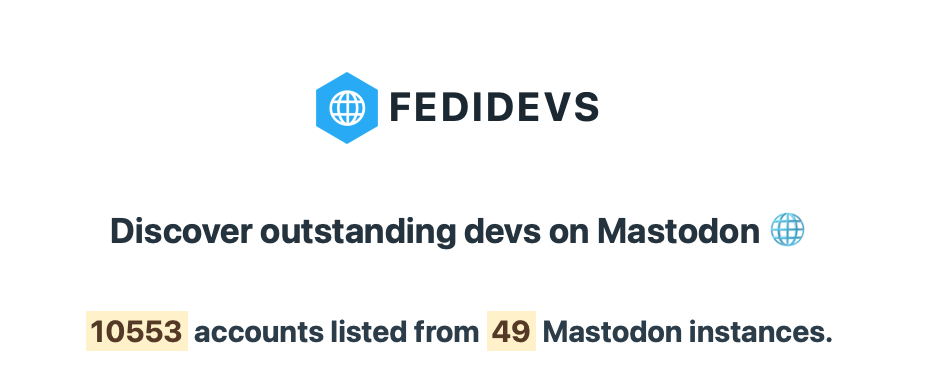 FEDIDEVS
Discover outstanding devs on Mastodon 🌐
10553 accounts listed from 49 Mastodon instances.